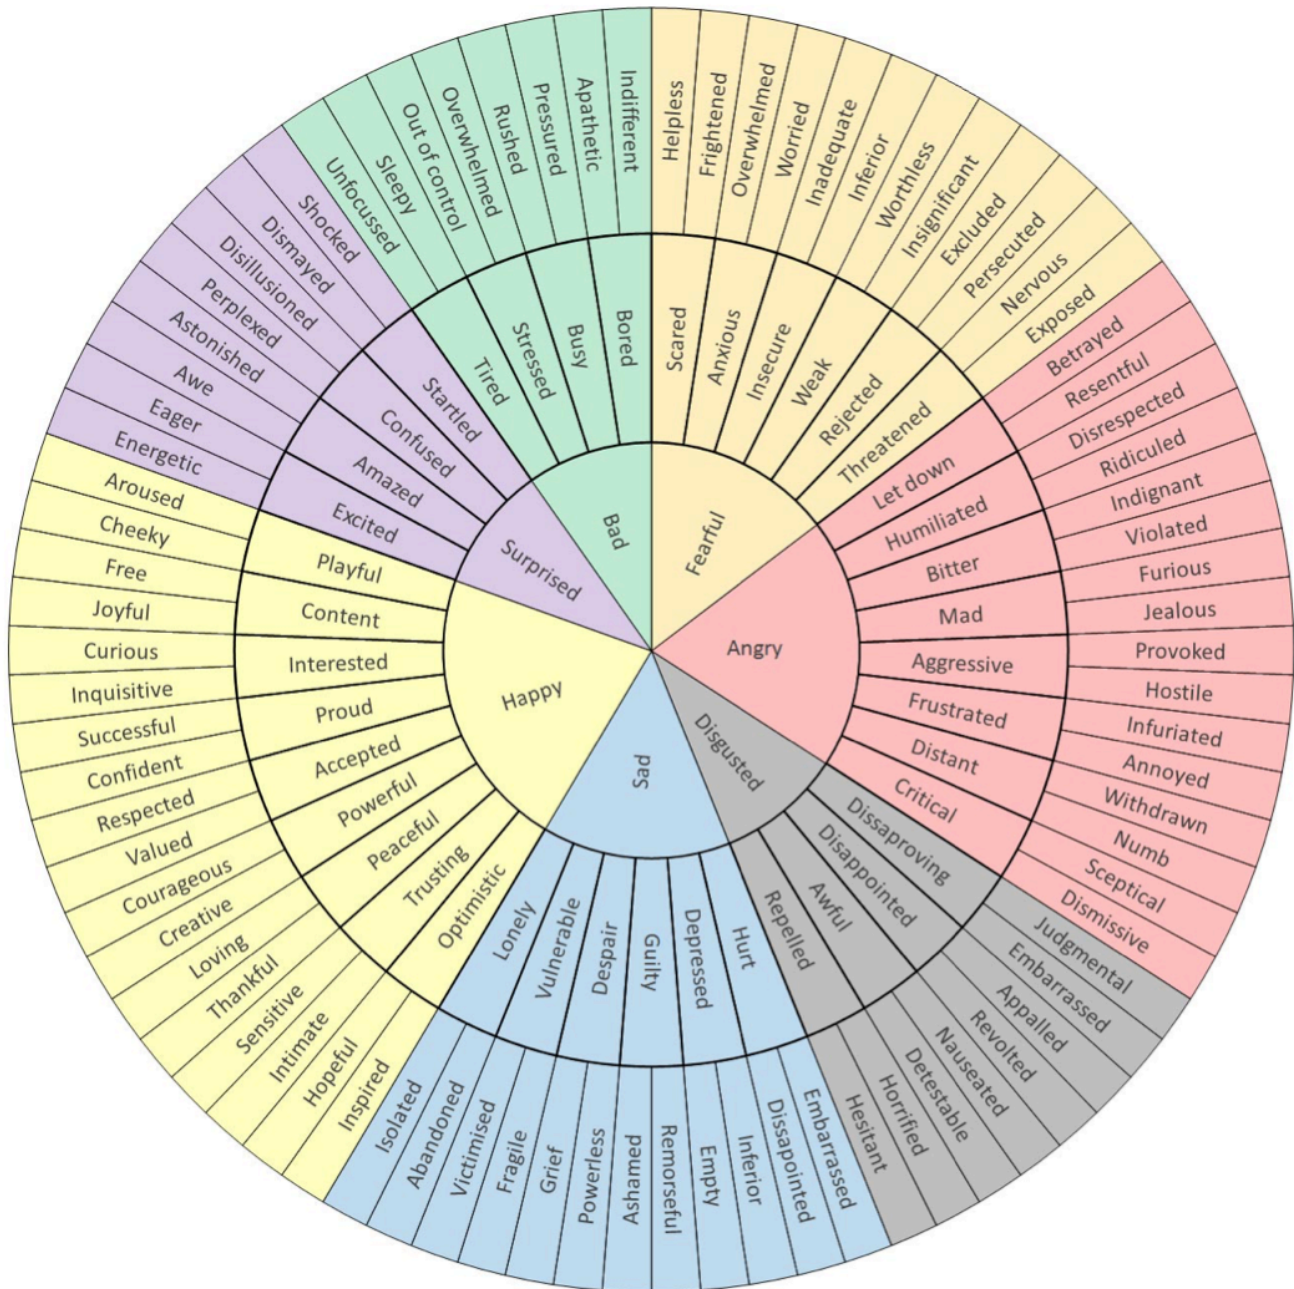 Fearful
Angry
Disgusted
Sad
Happy
Surprised
Bad
Scared
Anxious
Insecure
Weak
Rejected
Threatened
Let down
Humiliated
Bitter
Mad
Aggressive
Frustrated
Distant
Critical
Dissaproving
Disappointed
Awful
Repelled
Hurt
Depressed
Guilty
Despair
Vulnerable
Lonely
Optimistic
Trusting
Peaceful
Powerful
Accepted
Proud
Interested
Content
Playful
Excited
Amazed
Confused
Startled
Tired
Stressed
Busy
Bored
Helpless
Frightened
Overwhelmed
Worried
Inadequate
Inferior
Worthless
Insignificant
Excluded
Persecuted
Nervous
Exposed
Betrayed
Resentful
Disrespected
Ridiculed
Indignant
Violated
Furious
Jealous
Provoked
Hostile
Infuriated
Annoyed
Withdrawn
Numb
Sceptical
Dismissive
Judgmental
Embarrassed
Appalled
Revolted
Nauseated
Detestable
Horrified
Hesitant
Embarrassed
Dissapointed
Inferior
Empty
Remorseful
Ashamed
Powerless
Grief
Fragile
Victimised
Abandoned
Isolated
Inspired
Hopeful
Intimate
Sensitive
Thankful
Loving
Creative
Courageous
Valued
Respected
Confident
Successful
Inquisitive
Curious
Joyful
Free
Cheeky
Aroused
Energetic
Eager
Awe
Astonished
Perplexed
Disillusioned
Dismayed
Shocked
Unfocussed
Sleepy
Out of control
Overwhelmed
Rushed
Pressured
Apathetic
Indifferent